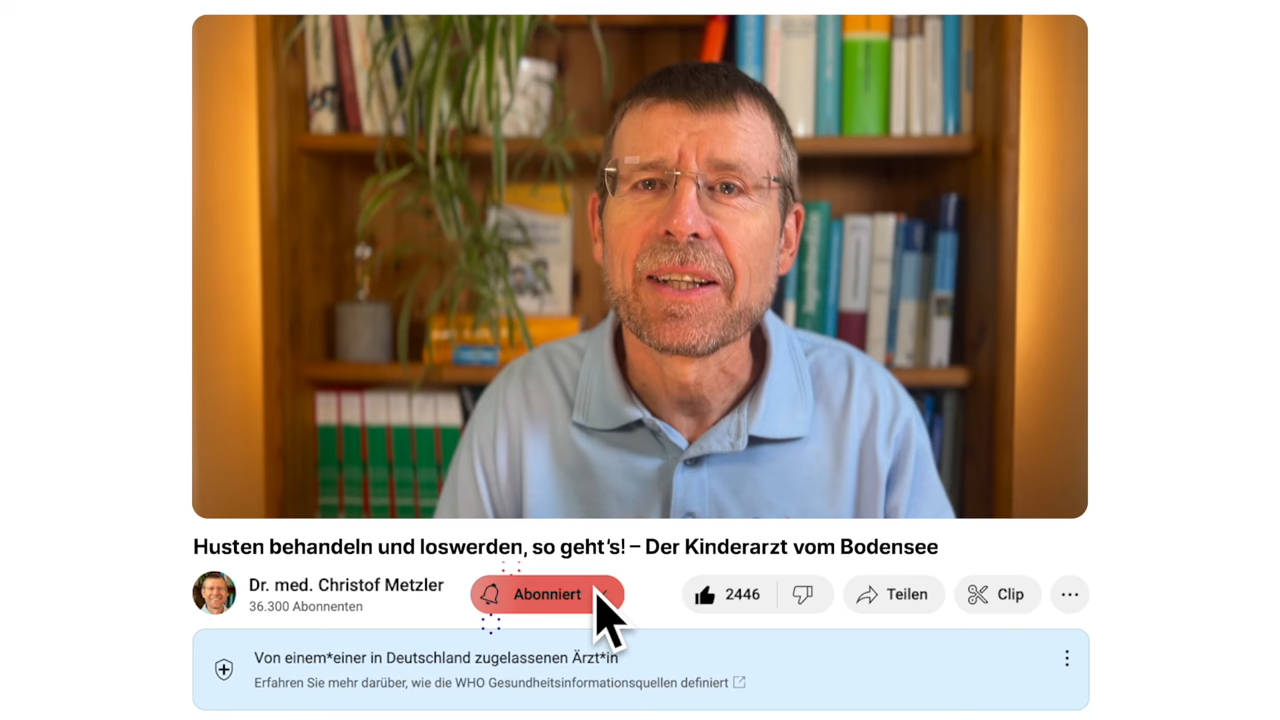 Husten behandeln und loswerden, so geht's! – Der Kinderarzt vom Bodensee
Dr. med. Christof Metzler
36.300 Abonnenten
Abonniert
2446
Teilen
Clip
Von einem*einer in Deutschland zugelassenen Ärzt*in
Erfahren Sie mehr darüber, wie die WHO Gesundheitsinformationsquellen definiert